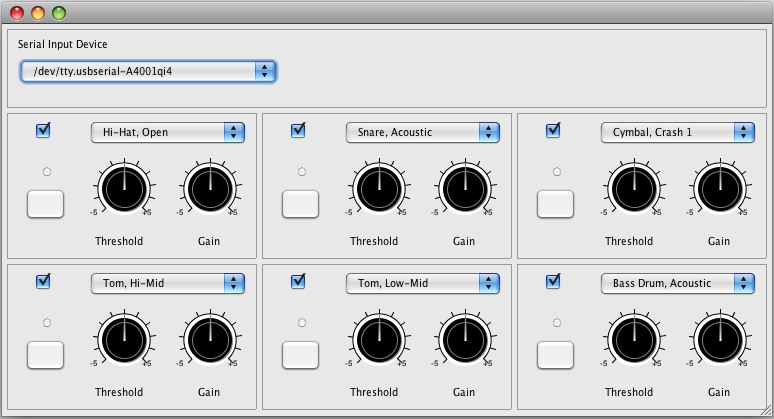 Serial Input Device
/dev/tty.usbserial-A4001qi4
Hi-Hat, Open
-5 +5 -5 +5
Threshold Gain
Snare, Acoustic
-5 +5 -5 +5
Threshold Gain
Cymbal, Crash 1
-5 +5 -5 +5
Threshold Gain
Tom, Hi-Mid
-5 +5 -5 +5
Threshold Gain
Tom, Low-Mid
-5 +5 -5 +5
Threshold Gain
Bass Drum, Acoustic
-5 +5 -5 +5
Threshold Gain